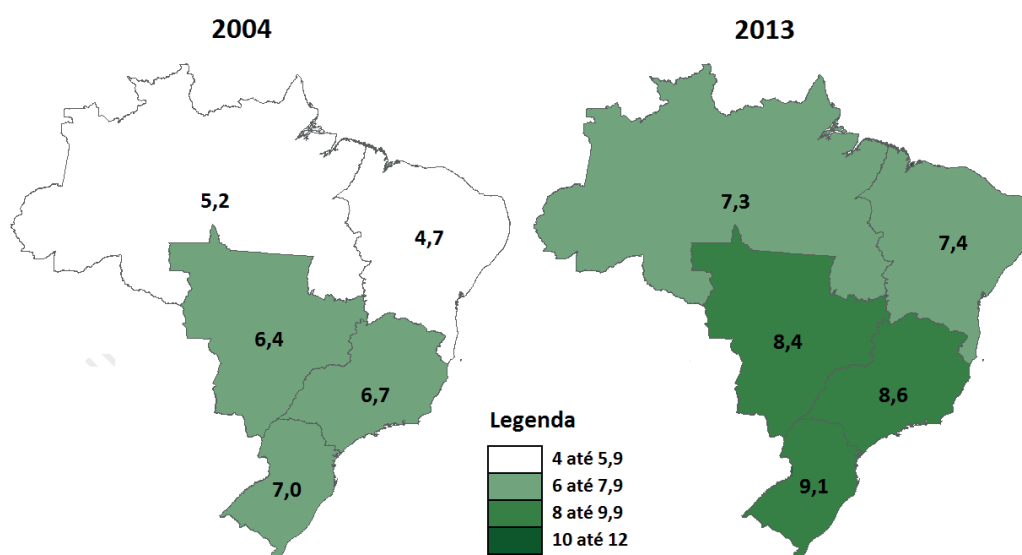 2004
2013
5,2
4,7
6,4
6,7
7,0
7,3
7,4
8,4
8,6
9,1
Legenda
4 até 5,9
6 até 7,9
8 até 9,9
10 até 12